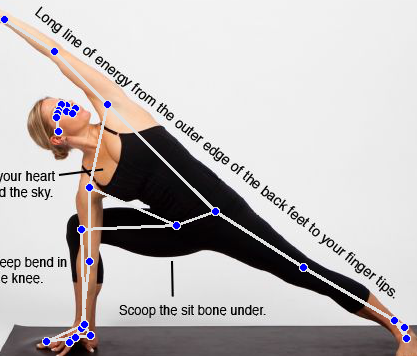 Long line of energy from the outer edge of the back feet to your finger tips.
your heart
d the sky.
eep bend in
e knee.
Scoop the sit bone under.